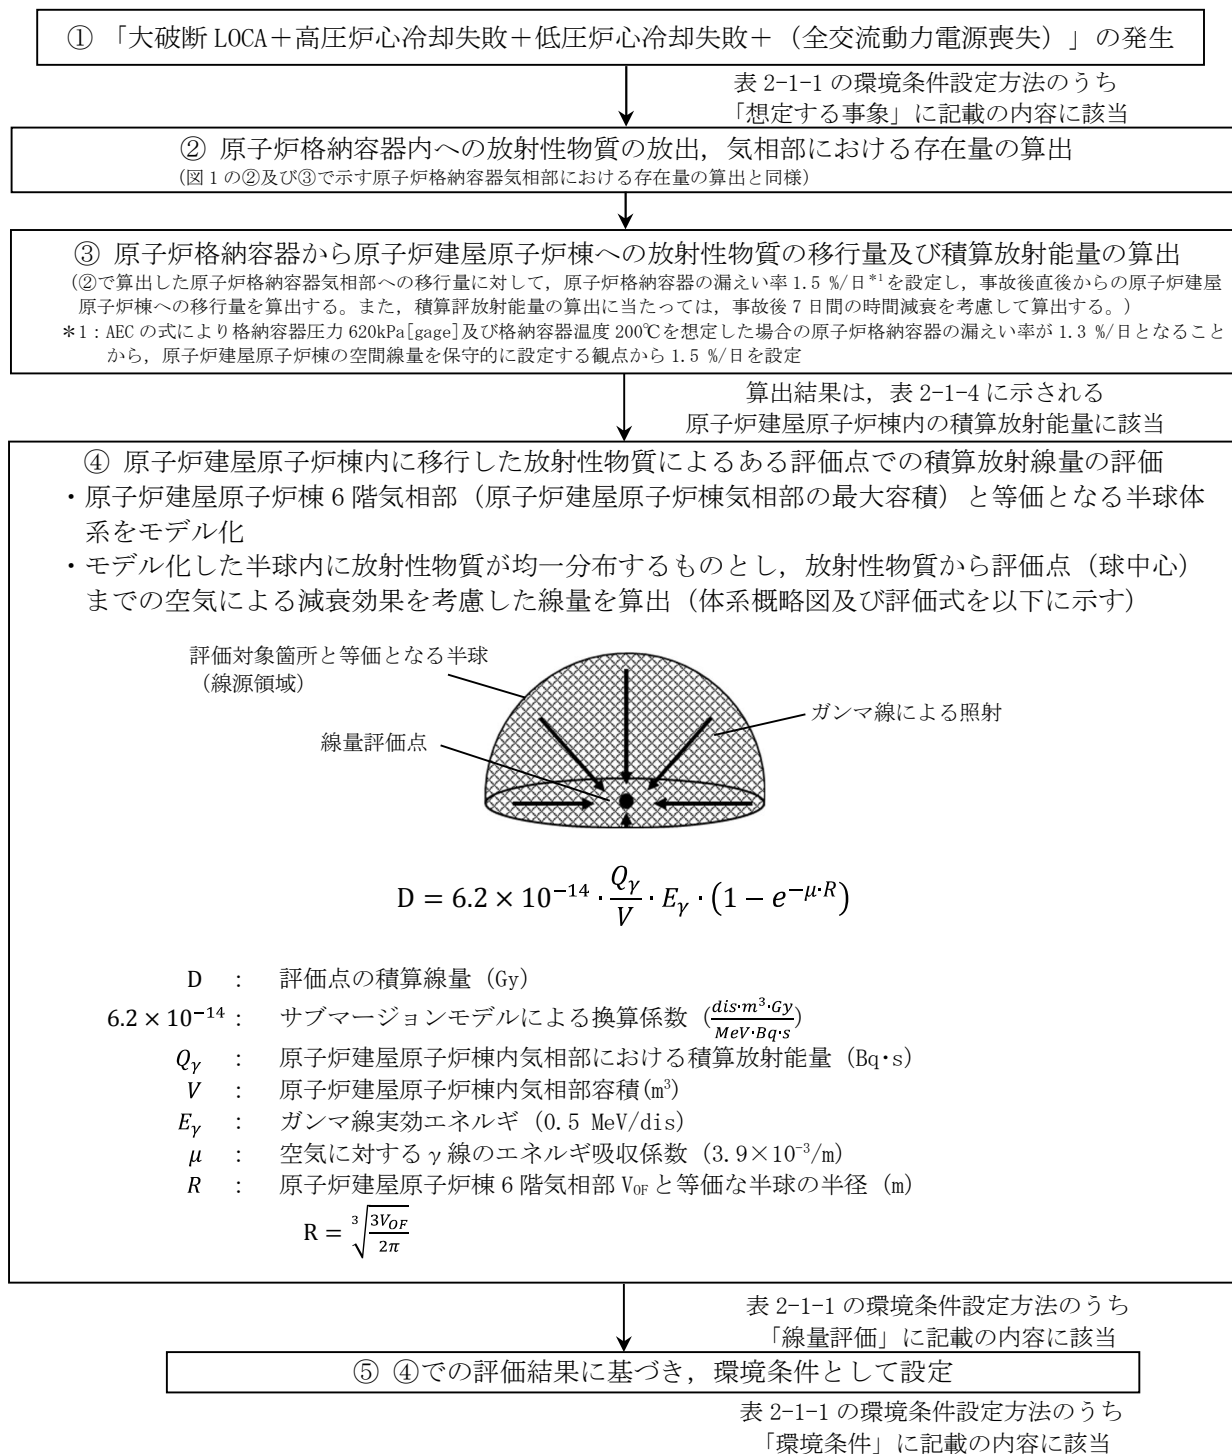 ① 「大破断 LOCA＋高圧炉心冷却失敗＋低圧炉心冷却失敗＋（全交流動力電源喪失）」の発生
表 2-1-1 の環境条件設定方法のうち
「想定する事象」に記載の内容に該当
② 原子炉格納容器内への放射性物質の放出，気相部における存在量の算出
(図 1 の②及び③で示す原子炉格納容器気相部における存在量の算出と同様)
③ 原子炉格納容器から原子炉建屋原子炉棟への放射性物質の移行量及び積算放射能量の算出
(②で算出した原子炉格納容器気相部への移行量に対して，原子炉格納容器の漏えい率 1.5 %/日*1を設定し，事故後直後からの原子炉建屋
原子炉棟への移行量を算出する。また，積算評放射能量の算出に当たっては，事故後 7 日間の時間減衰を考慮して算出する。)
＊1：AEC の式により格納容器圧力 620kPa[gage]及び格納容器温度 200℃を想定した場合の原子炉格納容器の漏えい率が 1.3 %/日となること
から，原子炉建屋原子炉棟の空間線量を保守的に設定する観点から 1.5 %/日を設定
算出結果は，表 2-1-4 に示される
原子炉建屋原子炉棟内の積算放射能量に該当
④ 原子炉建屋原子炉棟内に移行した放射性物質によるある評価点での積算放射線量の評価
・原子炉建屋原子炉棟 6 階気相部（原子炉建屋原子炉棟気相部の最大容積）と等価となる半球体
系をモデル化
・モデル化した半球内に放射性物質が均一分布するものとし，放射性物質から評価点（球中心）
までの空気による減衰効果を考慮した線量を算出（体系概略図及び評価式を以下に示す）
評価対象箇所と等価となる半球
（線源領域）
ガンマ線による照射
線量評価点
D = 6.2 × 10⁻¹⁴ · Qγ/V · Eγ · (1 − e^(−μ·R))
D : 評価点の積算線量（Gy）
6.2 × 10⁻¹⁴ : サブマージョンモデルによる換算係数（dis·m³·Gy/MeV·Bq·s）
Qγ : 原子炉建屋原子炉棟内気相部における積算放射能量（Bq・s）
V : 原子炉建屋原子炉棟内気相部容積(m³)
Eγ : ガンマ線実効エネルギ（0.5 MeV/dis）
μ : 空気に対するγ線のエネルギ吸収係数（3.9×10⁻³/m）
R : 原子炉建屋原子炉棟 6 階気相部 V_OF と等価な半球の半径（m）
R = ³√(3V_OF/2π)
表 2-1-1 の環境条件設定方法のうち
「線量評価」に記載の内容に該当
⑤ ④での評価結果に基づき，環境条件として設定
表 2-1-1 の環境条件設定方法のうち
「環境条件」に記載の内容に該当